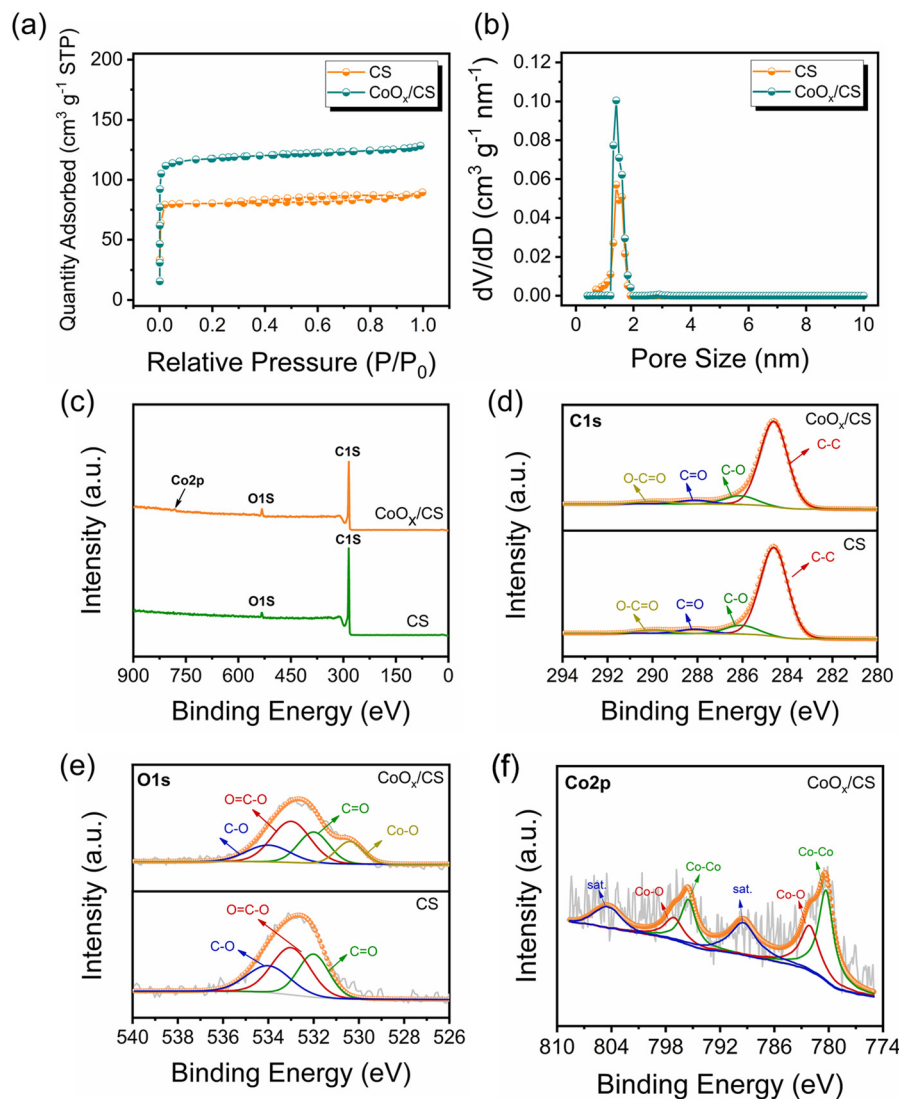 (a)
200
150
100
50
0
Quantity Adsorbed (cm³ g⁻¹ STP)
CS
CoOₓ/CS
0.0 0.2 0.4 0.6 0.8 1.0
Relative Pressure (P/P₀)
(b)
0.12
0.10
0.08
0.06
0.04
0.02
0.00
dV/dD (cm³ g⁻¹ nm⁻¹)
CS
CoOₓ/CS
0 2 4 6 8 10
Pore Size (nm)
(c)
Intensity (a.u.)
Co2p
O1S
C1S
CoOₓ/CS
O1S
C1S
CS
900 750 600 450 300 150 0
Binding Energy (eV)
(d)
Intensity (a.u.)
C1s
CoOₓ/CS
O-C=O
C=O
C-O
C-C
CS
O-C=O
C=O
C-O
C-C
294 292 290 288 286 284 282 280
Binding Energy (eV)
(e)
Intensity (a.u.)
O1s
CoOₓ/CS
O=C-O
C=O
C-O
Co-O
CS
O=C-O
C-O
C=O
540 538 536 534 532 530 528 526
Binding Energy (eV)
(f)
Intensity (a.u.)
Co2p
CoOₓ/CS
sat.
Co-O
Co-Co
sat.
Co-O
Co-Co
810 804 798 792 786 780 774
Binding Energy (eV)